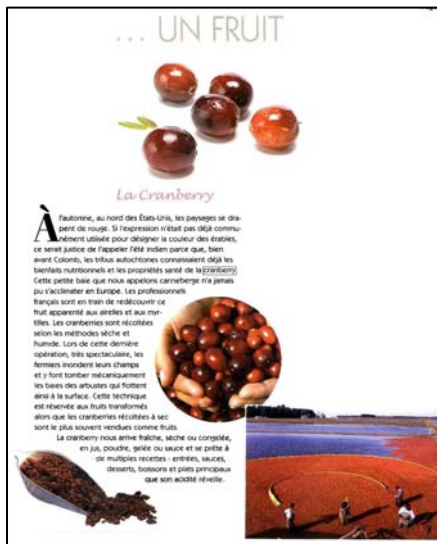 ... UN FRUIT
La Cranberry
À l'automne, au nord des États-Unis, les paysages se dra-
pent de rouge. Si l'expression n'était pas déjà commu-
nément utilisée pour désigner la couleur des érables,
ce serait justice de l'appeler l'été indien parce que, bien
avant Colomb, les tribus autochtones connaissaient déjà les
bienfaits nutritionnels et les propriétés santé de la cranberry
Cette petite baie que nous appelons canneberge n'a jamais
pu s'acclimater en Europe. Les professionnels
français sont en train de redécouvrir ce
fruit apparenté aux airelles et aux myr-
tilles. Les cranberries sont récoltées
selon les méthodes sèche et
humide. Lors de cette dernière
opération, très spectaculaire, les
fermiers inondent leurs champs
et y font tomber mécaniquement
les baies des arbustes qui flottent
ainsi à la surface. Cette technique
est réservée aux fruits transformés
alors que les cranberries récoltées à sec
sont le plus souvent vendues comme fruits.
La cranberry nous arrive fraîche, sèche ou congelée,
en jus, poudre, gelée ou sauce et se prête à
de multiples recettes : entrées, sauces,
desserts, boissons et plats principaux
que son acidité réveille.